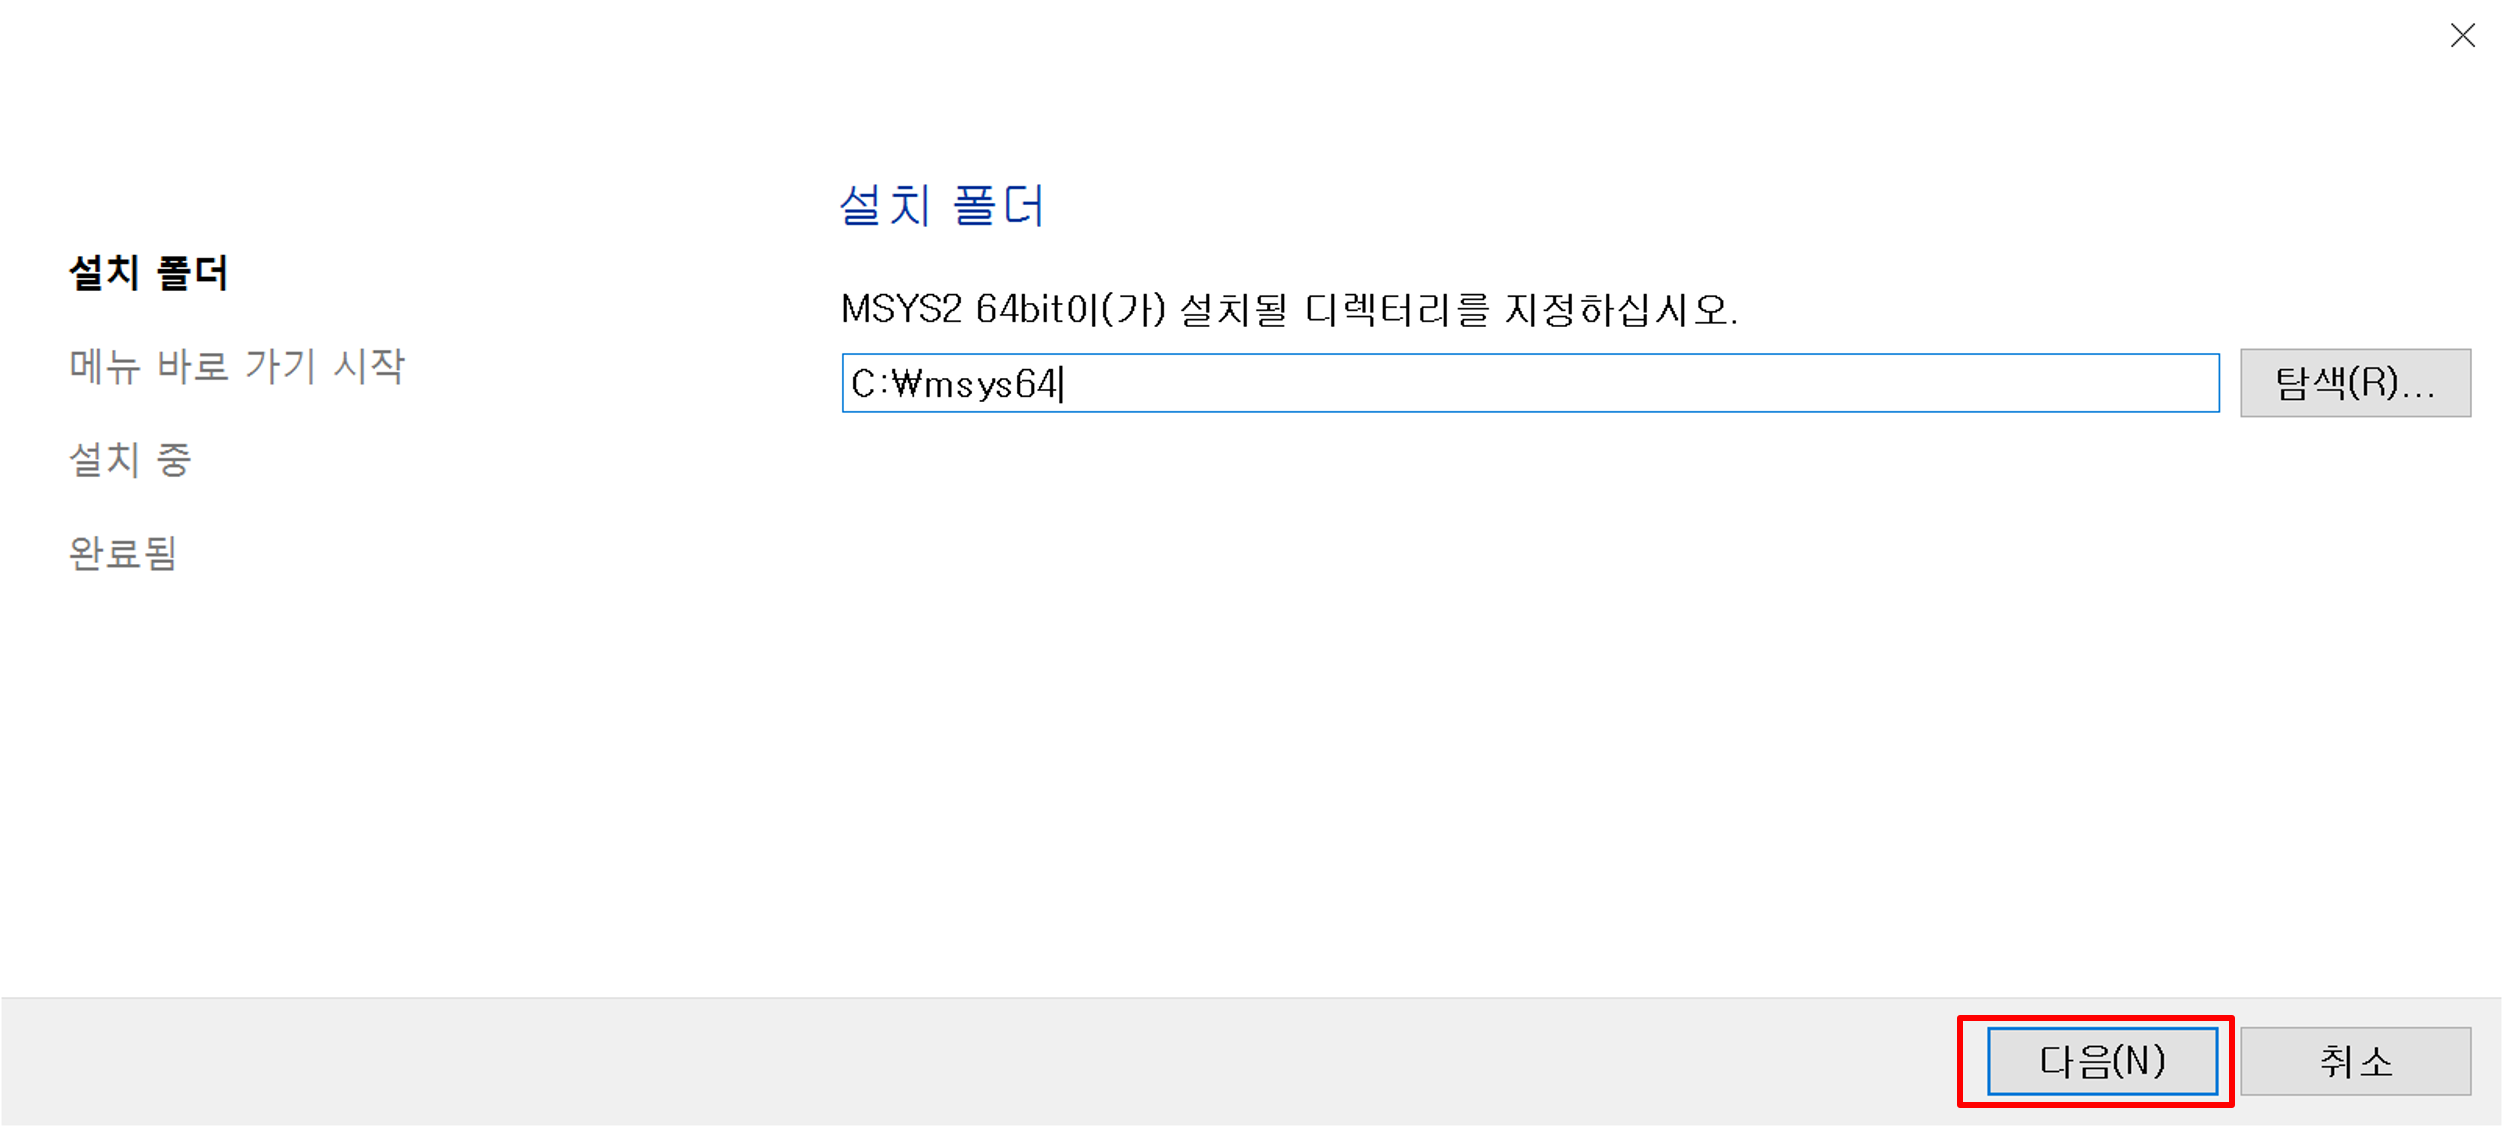 설치 폴더
메뉴 바로 가기 시작
설치 중
완료됨
설치 폴더
MSYS2 64bit이(가) 설치될 디렉터리를 지정하십시오.
C:₩msys64
탐색(R)...
다음(N)
취소